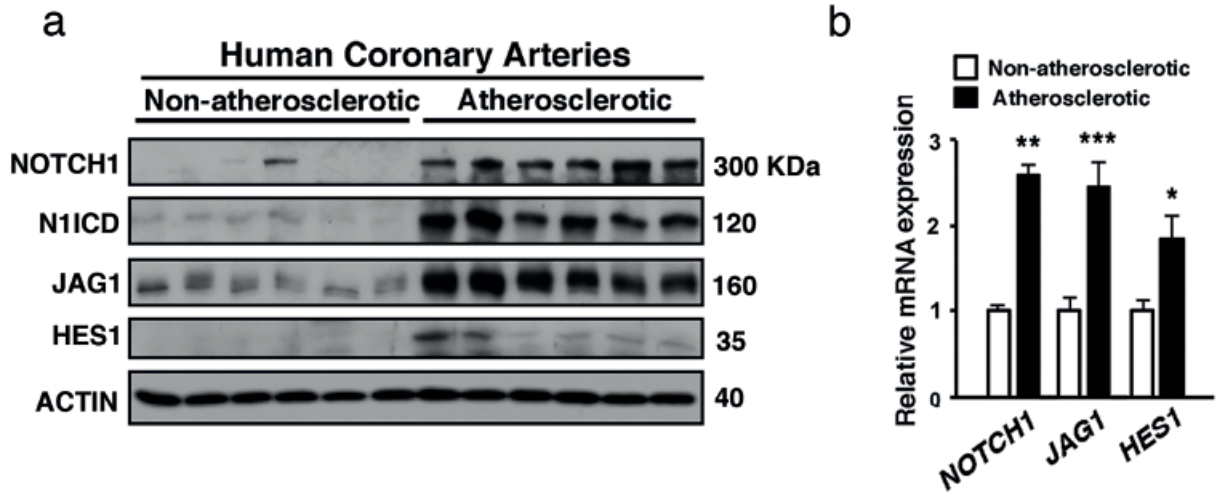 a
Human Coronary Arteries
Non-atherosclerotic Atherosclerotic
NOTCH1 300 KDa
N1ICD 120
JAG1 160
HES1 35
ACTIN 40
b
Non-atherosclerotic
Atherosclerotic
Relative mRNA expression
3
2
1
0
** *** *
NOTCH1 JAG1 HES1